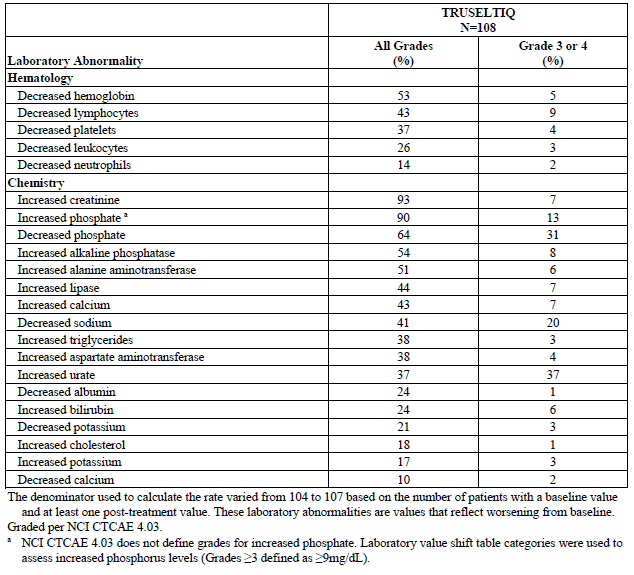 TRUSELTIQ
N=108
Laboratory Abnormality All Grades (%) Grade 3 or 4 (%)
Hematology
Decreased hemoglobin 53 5
Decreased lymphocytes 43 9
Decreased platelets 37 4
Decreased leukocytes 26 3
Decreased neutrophils 14 2
Chemistry
Increased creatinine 93 7
Increased phosphate a 90 13
Decreased phosphate 64 31
Increased alkaline phosphatase 54 8
Increased alanine aminotransferase 51 6
Increased lipase 44 7
Increased calcium 43 7
Decreased sodium 41 20
Increased triglycerides 38 3
Increased aspartate aminotransferase 38 4
Increased urate 37 37
Decreased albumin 24 1
Increased bilirubin 24 6
Decreased potassium 21 3
Increased cholesterol 18 1
Increased potassium 17 3
Decreased calcium 10 2
The denominator used to calculate the rate varied from 104 to 107 based on the number of patients with a baseline value
and at least one post-treatment value. These laboratory abnormalities are values that reflect worsening from baseline.
Graded per NCI CTCAE 4.03.
a NCI CTCAE 4.03 does not define grades for increased phosphate. Laboratory value shift table categories were used to
assess increased phosphorus levels (Grades ≥3 defined as ≥9mg/dL).